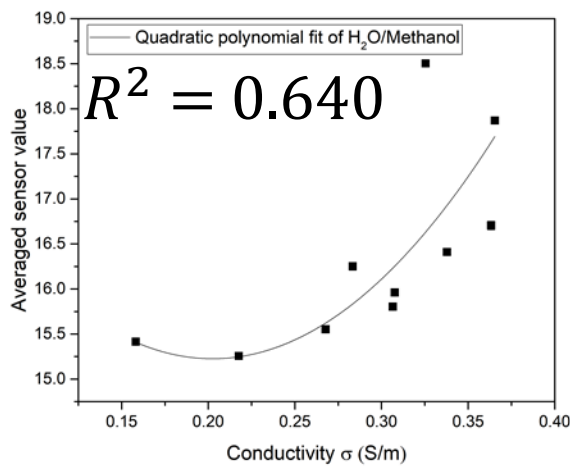 19.0
Quadratic polynomial fit of H₂O/Methanol
18.5
R² = 0.640
18.0
17.5
17.0
16.5
16.0
15.5
15.0
Averaged sensor value
0.15 0.20 0.25 0.30 0.35 0.40
Conductivity σ (S/m)